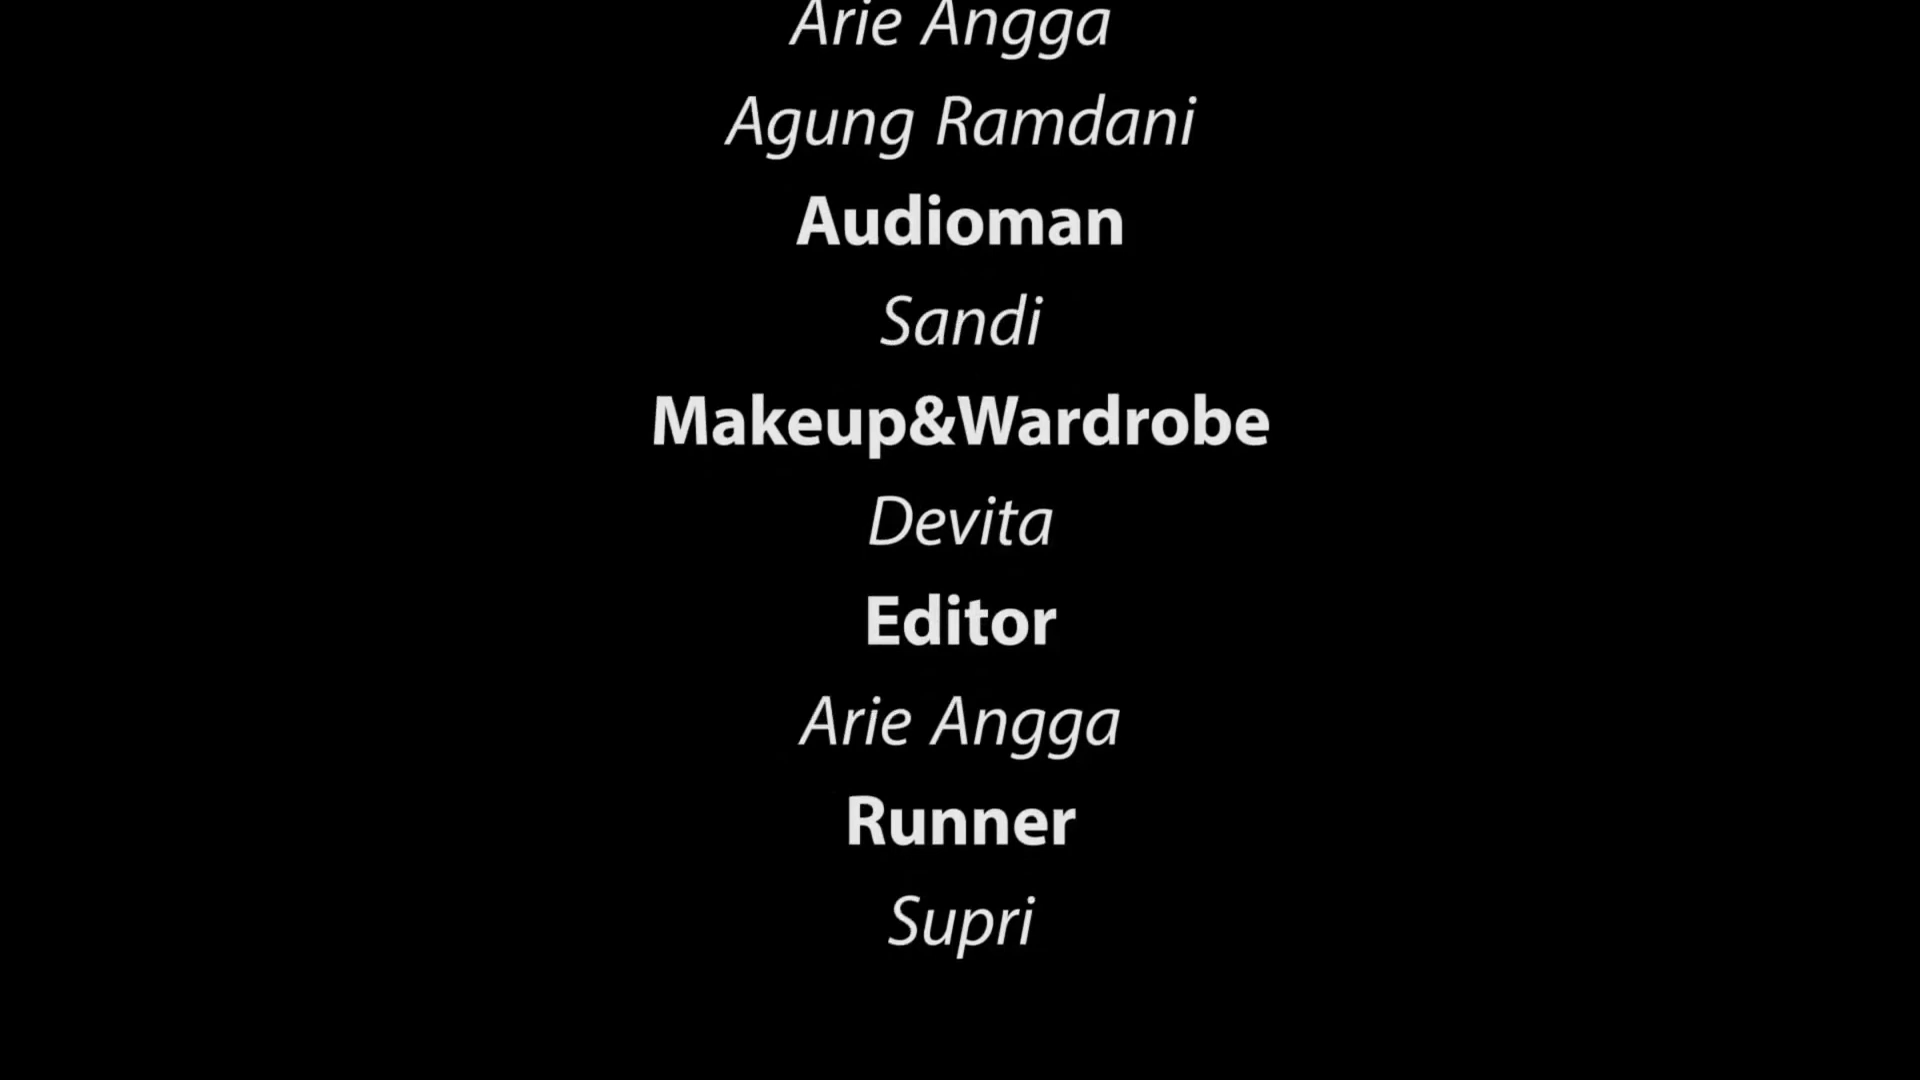 Arie Angga
Agung Ramdani
Audioman
Sandi
Makeup&Wardrobe
Devita
Editor
Arie Angga
Runner
Supri